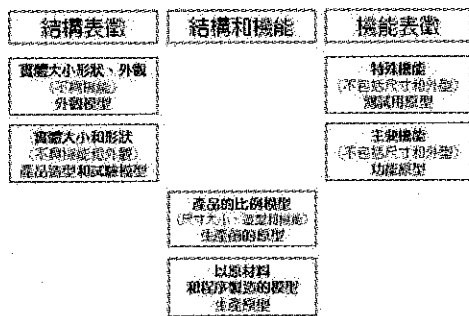 結構表徵
結構和機能
機能表徵
實體大小形狀、外觀
(不具機能)
外觀模型
實體大小和形狀
(不具機能和外觀)
產品造型和試驗模型
特殊機能
(不包括尺寸和外型)
測試用原型
主要機能
(不包括尺寸和外型)
功能原型
產品的比例模型
(尺寸大小、造型和機能)
生產前的原型
以原材料
和程序製造的模型
生產原型